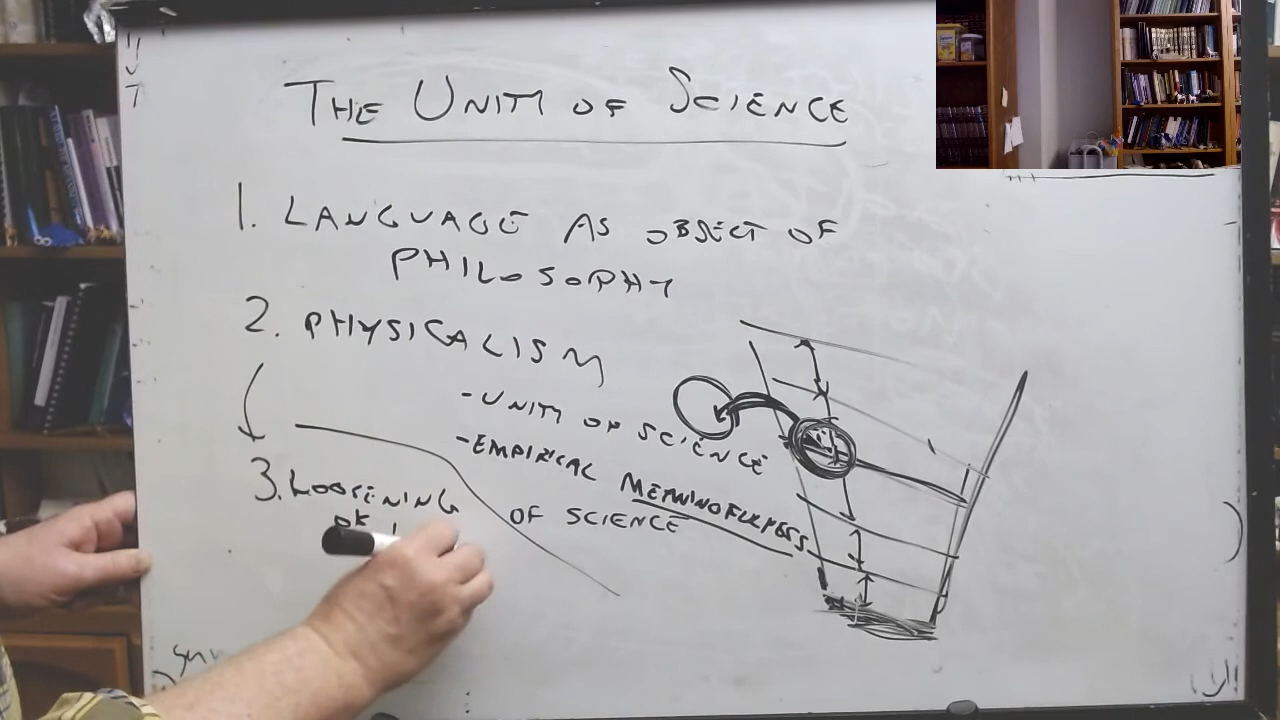 THE UNITY OF SCIENCE
1. LANGUAGE AS OBJECT OF
PHILOSOPHY
2. PHYSICALISM
- UNITY OF SCIENCE
- EMPIRICAL MEANINGFULNESS
OF SCIENCE
3. LOOSENING
OF